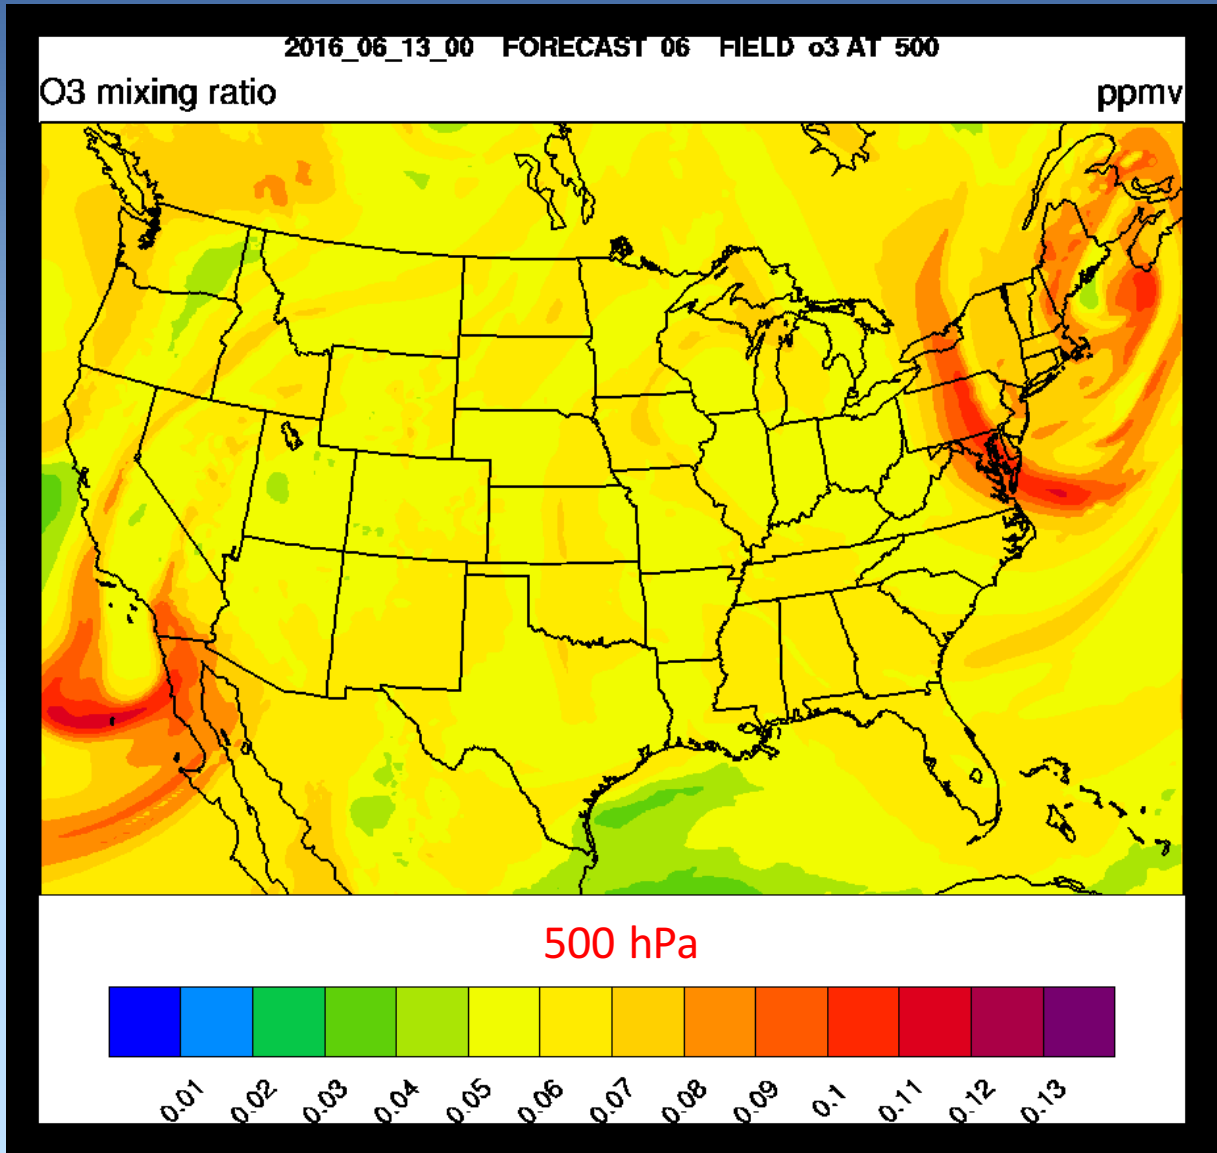 2016_06_13_00 FORECAST 06 FIELD o3 AT 500
O3 mixing ratio ppmv
500 hPa
0.01 0.02 0.03 0.04 0.05 0.06 0.07 0.08 0.09 0.1 0.11 0.12 0.13